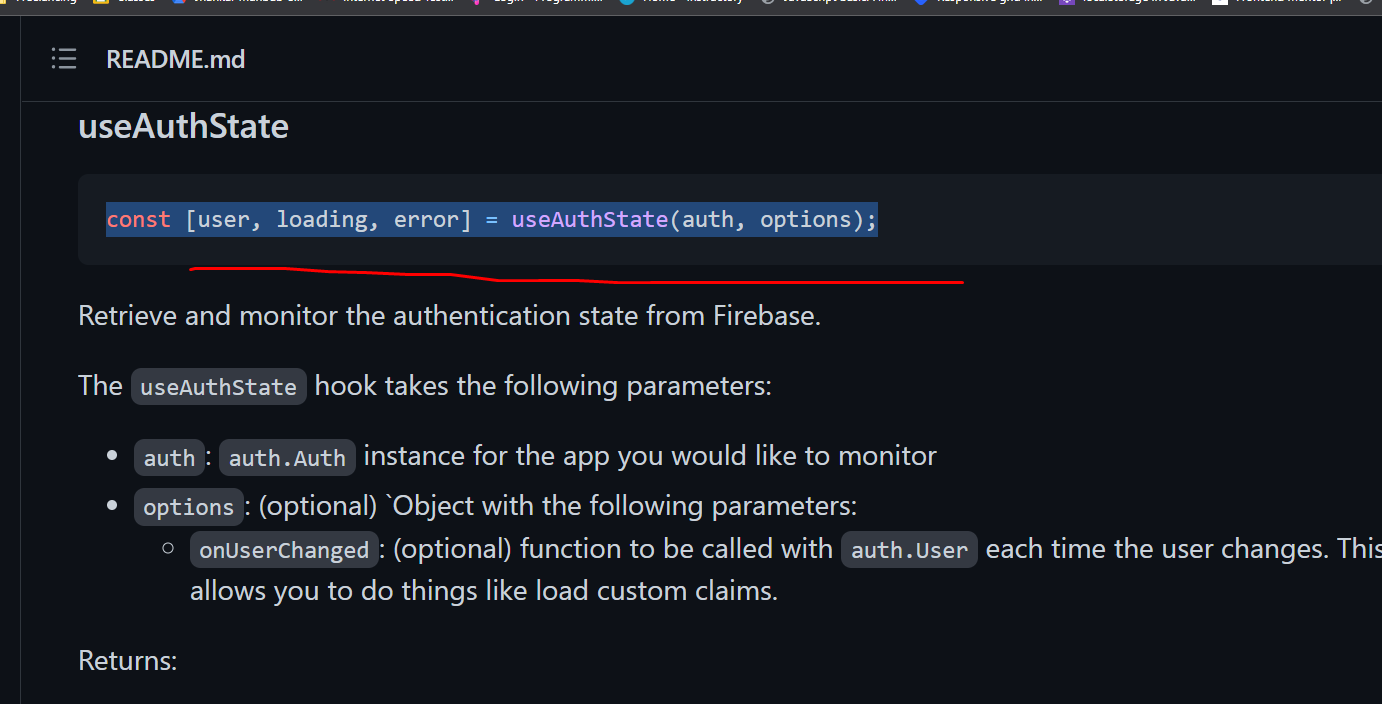 README.md
useAuthState
const [user, loading, error] = useAuthState(auth, options);
Retrieve and monitor the authentication state from Firebase.
The useAuthState hook takes the following parameters:
auth: auth.Auth instance for the app you would like to monitor
options: (optional) `Object with the following parameters:
onUserChanged: (optional) function to be called with auth.User each time the user changes. This
allows you to do things like load custom claims.
Returns: